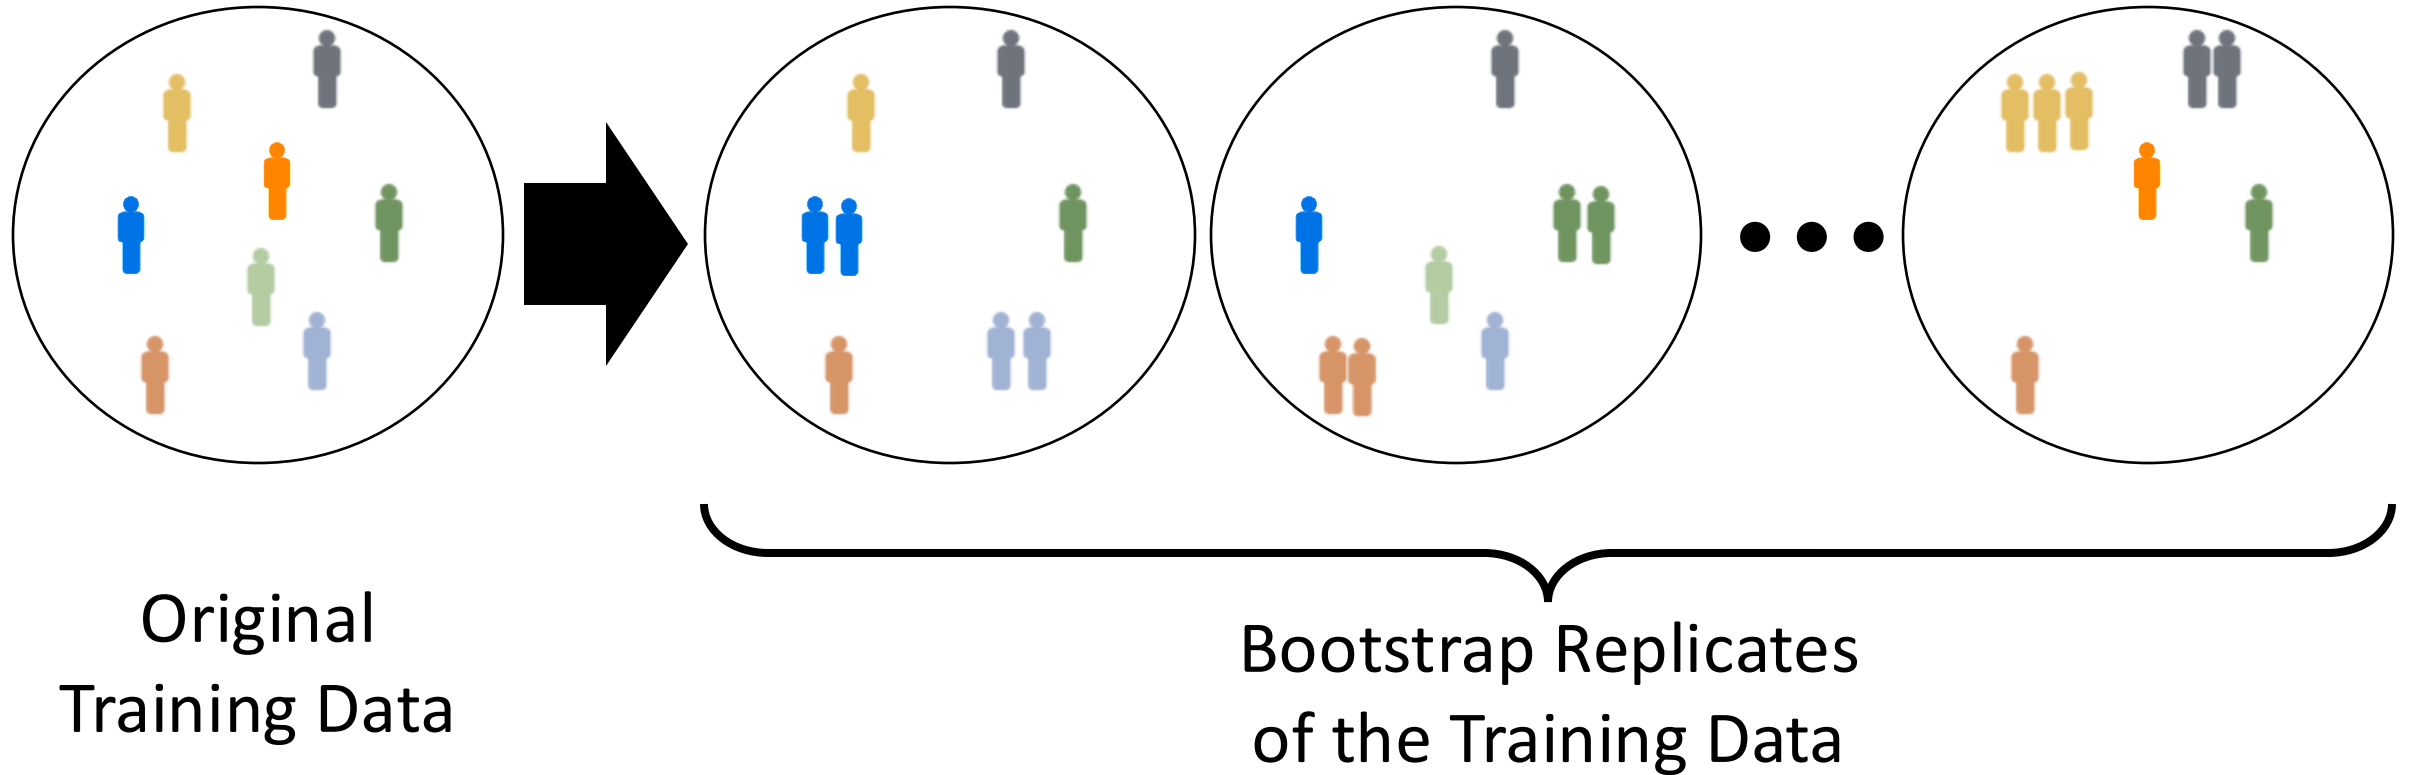 Original
Training Data
Bootstrap Replicates
of the Training Data